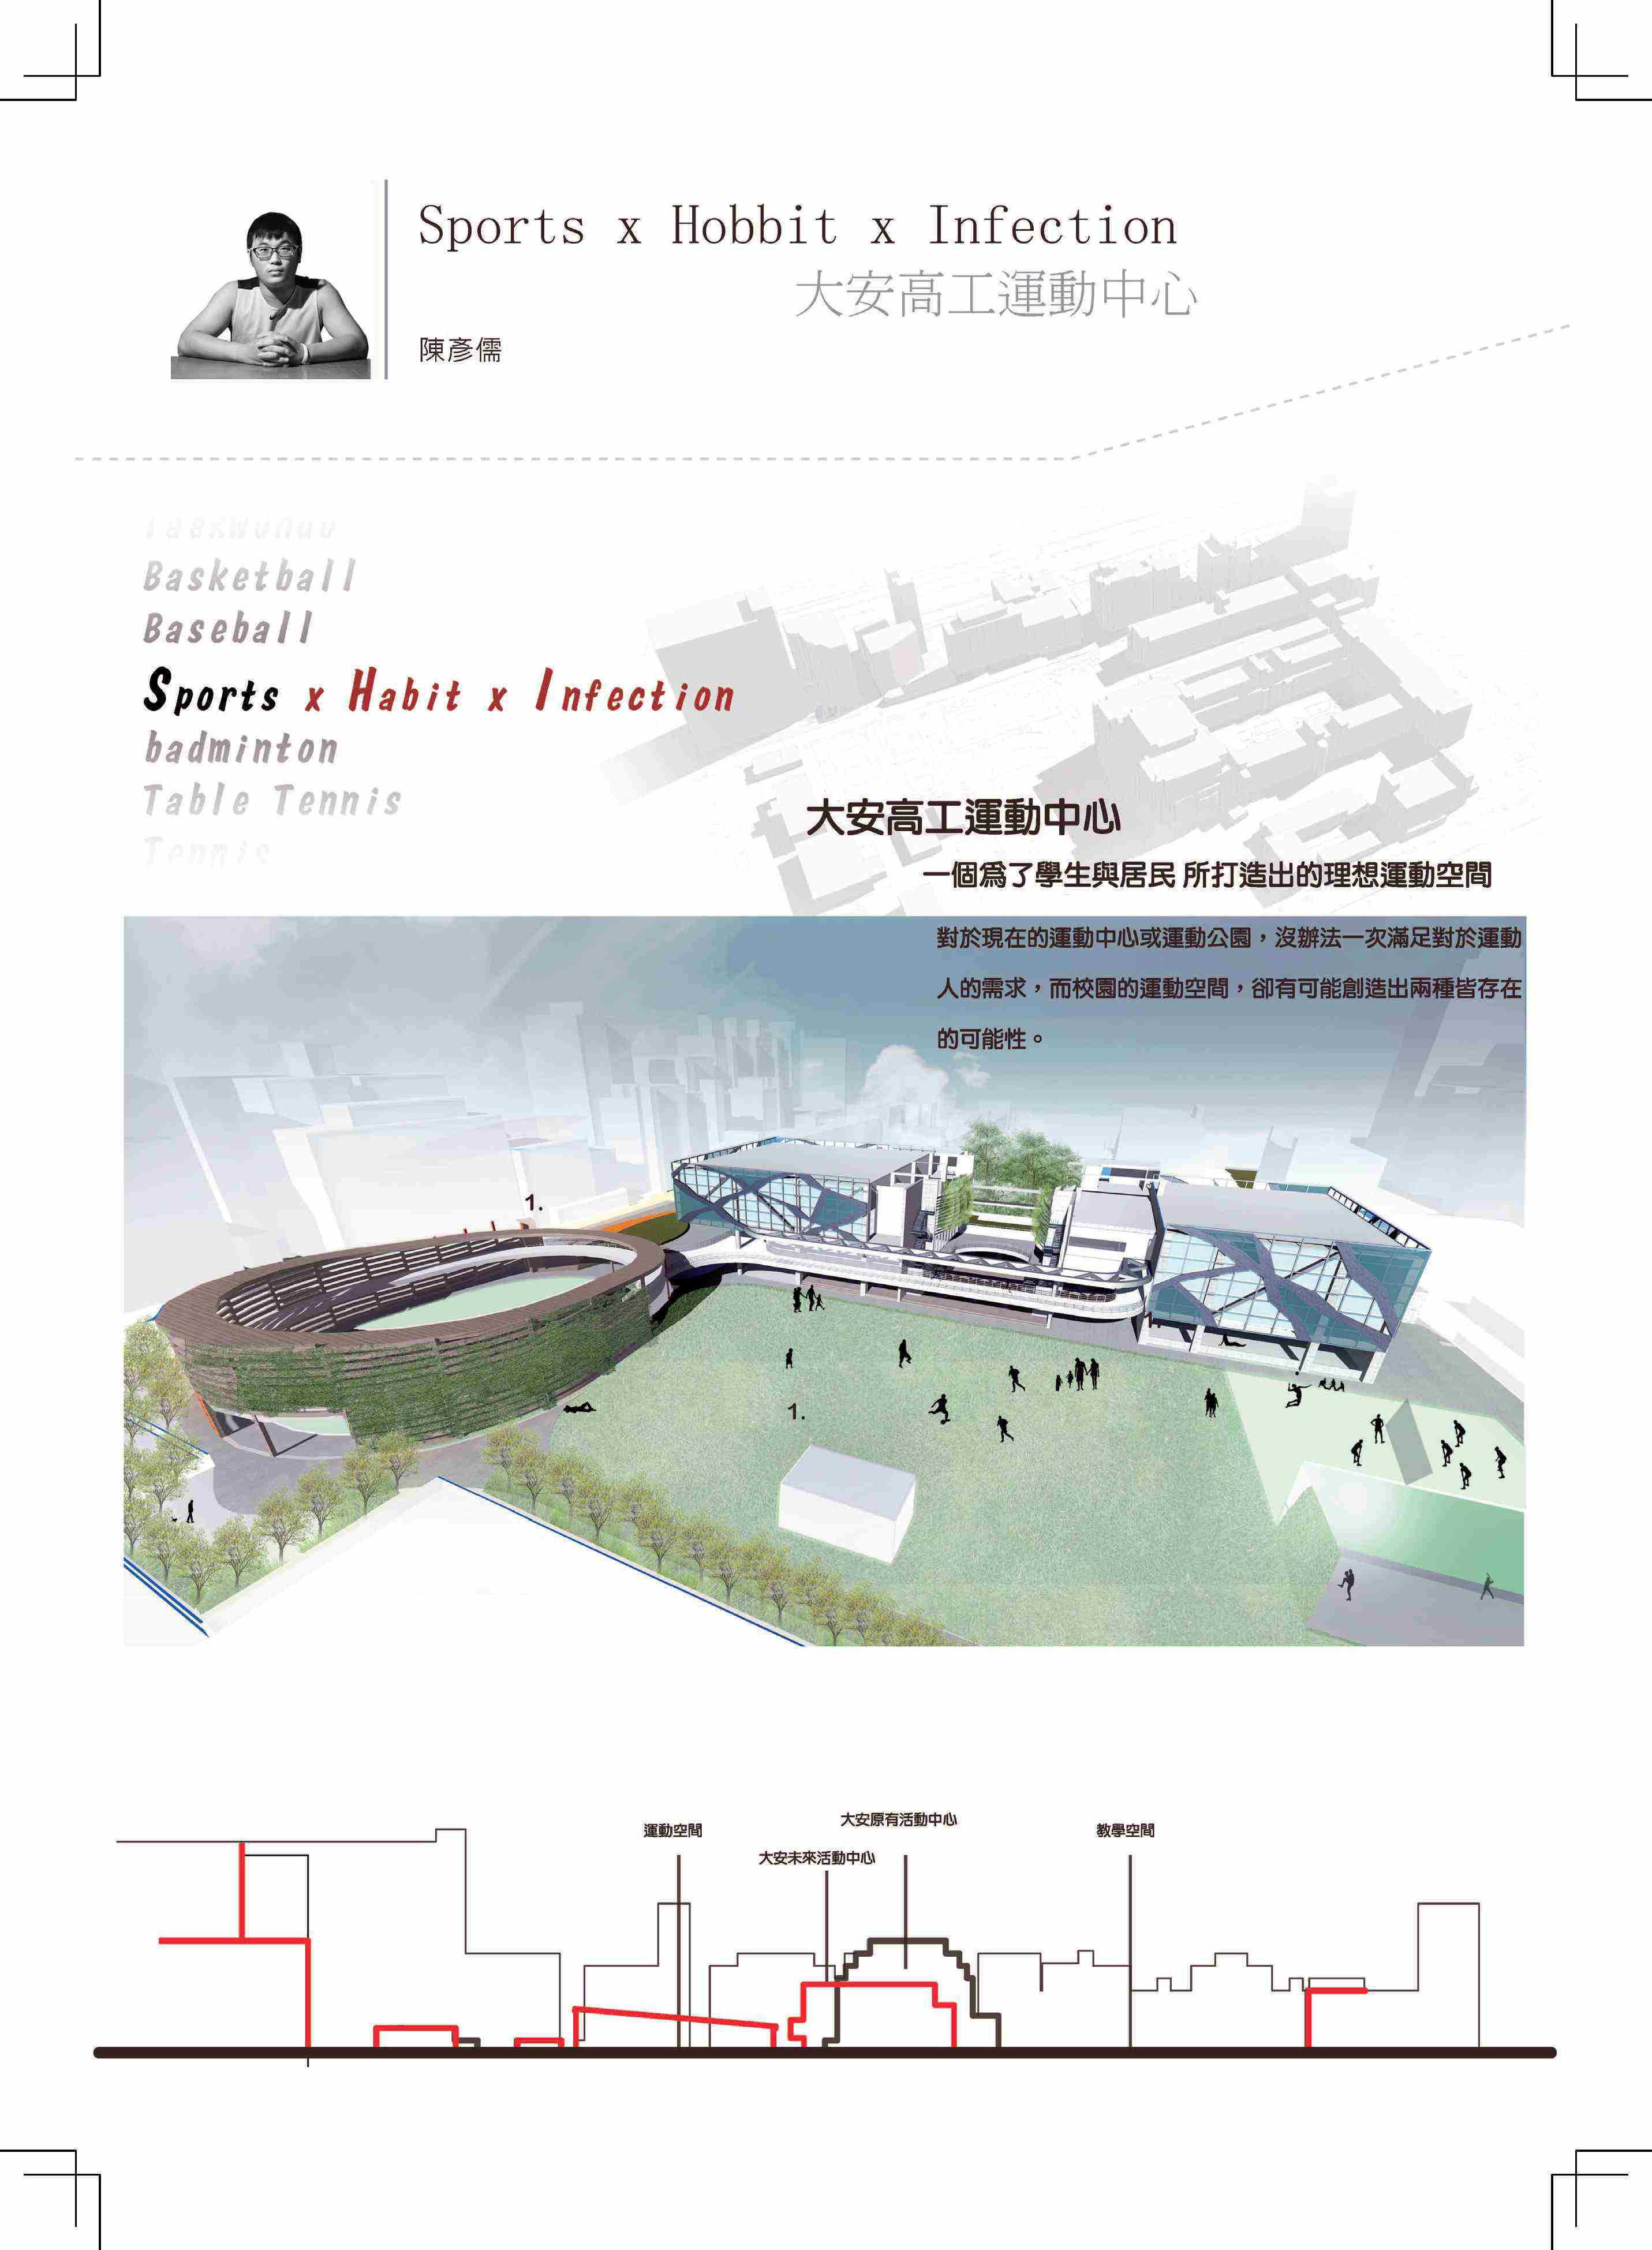 Sports x Hobbit x Infection
大安高工運動中心
陳彥儒
Taekwondo
Basketball
Baseball
Sports x Habit x Infection
badminton
Table Tennis
Tennis
大安高工運動中心
一個爲了學生與居民 所打造出的理想運動空間
對於現在的運動中心或運動公園，沒辦法一次滿足對於運動
人的需求，而校園的運動空間，卻有可能創造出兩種皆存在
的可能性。
1.
1.
1.
大安原有活動中心
運動空間
教學空間
大安未來活動中心